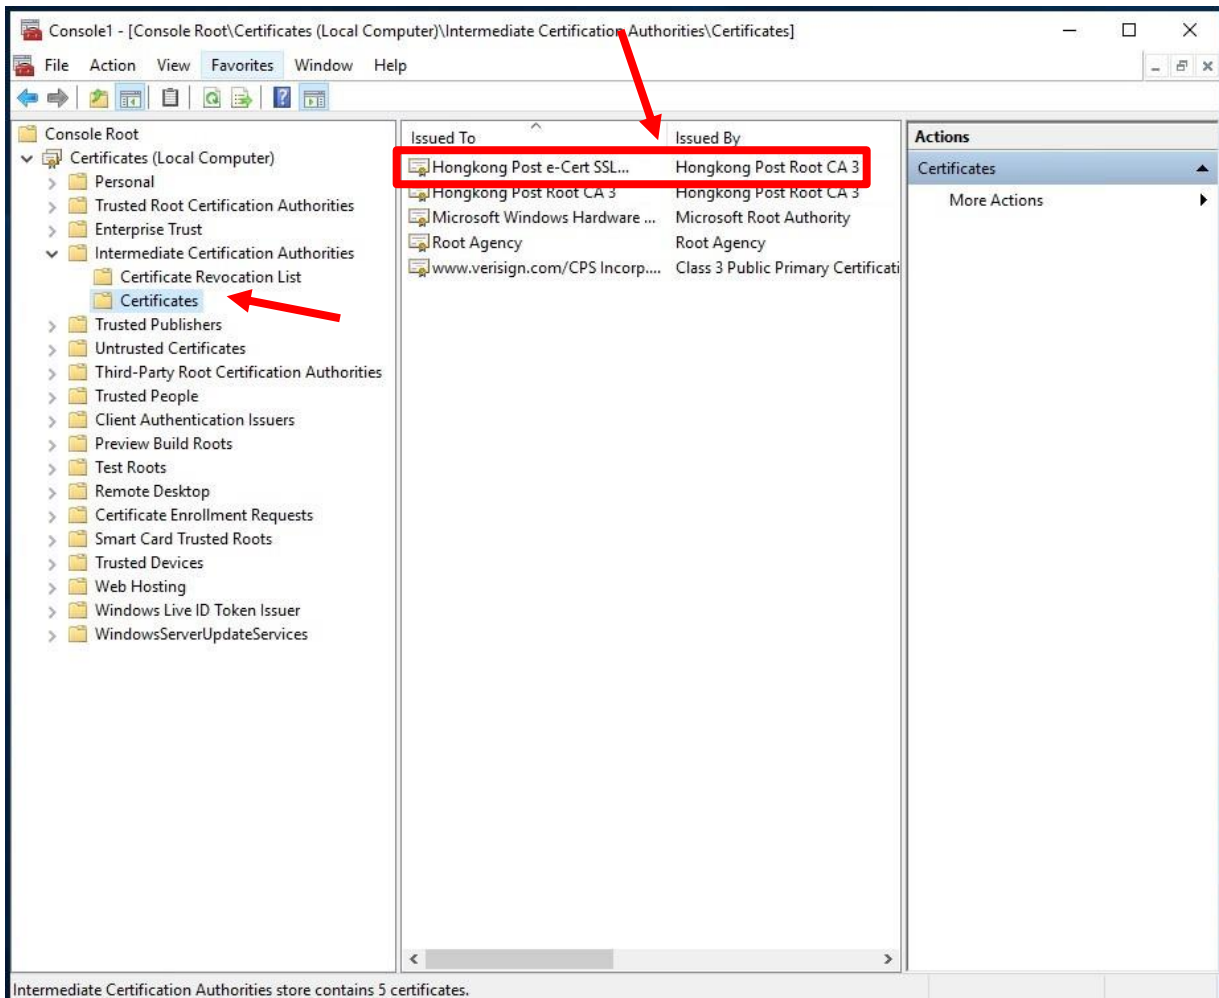 Console1 - [Console Root\Certificates (Local Computer)\Intermediate Certification Authorities\Certificates]
File Action View Favorites Window Help
Console Root
Certificates (Local Computer)
Personal
Trusted Root Certification Authorities
Enterprise Trust
Intermediate Certification Authorities
Certificate Revocation List
Certificates
Trusted Publishers
Untrusted Certificates
Third-Party Root Certification Authorities
Trusted People
Client Authentication Issuers
Preview Build Roots
Test Roots
Remote Desktop
Certificate Enrollment Requests
Smart Card Trusted Roots
Trusted Devices
Web Hosting
Windows Live ID Token Issuer
WindowsServerUpdateServices
Issued To Issued By
Hongkong Post e-Cert SSL... Hongkong Post Root CA 3
Hongkong Post Root CA 3 Hongkong Post Root CA 3
Microsoft Windows Hardware ... Microsoft Root Authority
Root Agency Root Agency
www.verisign.com/CPS Incorp.... Class 3 Public Primary Certificati
Actions
Certificates
More Actions
Intermediate Certification Authorities store contains 5 certificates.